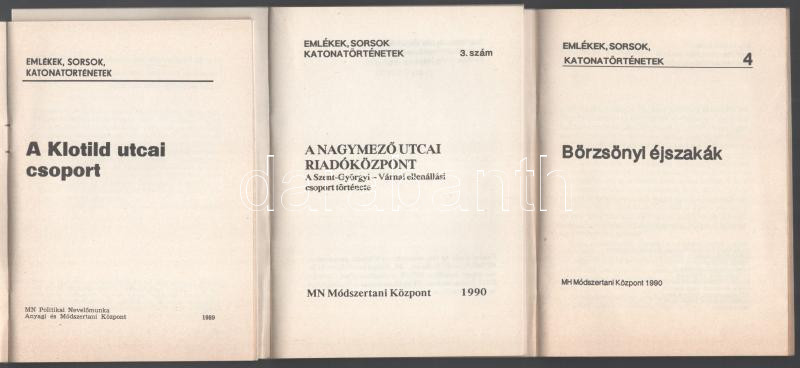 EMLÉKEK, SORSOK,
KATONATÖRTÉNETEK
A Klotild utcai
csoport
MN Politikai Nevelőmunka
Anyagi és Módszertani Központ 1989
EMLÉKEK, SORSOK
KATONATÖRTÉNETEK 3. szám
A NAGYMEZŐ UTCAI
RIADÓKÖZPONT
A Szent-Györgyi – Várnai ellenállási
csoport története
MN Módszertani Központ 1990
EMLÉKEK, SORSOK,
KATONATÖRTÉNETEK 4
Börzsönyi éjszakák
MH Módszertani Központ 1990
darabanth